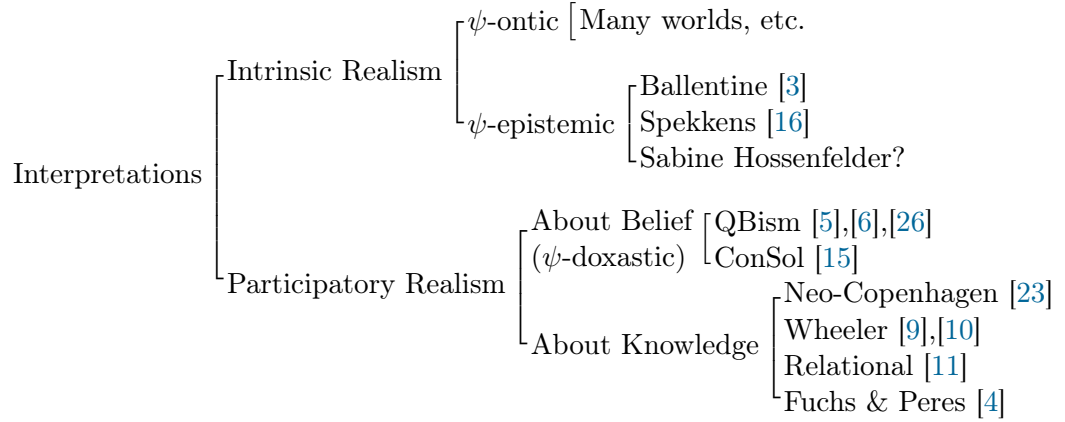 ψ-ontic Many worlds, etc.
Intrinsic Realism
ψ-epistemic
Ballentine [3]
Spekkens [16]
Sabine Hossenfelder?
Interpretations
Participatory Realism
About Belief
(ψ-doxastic)
QBism [5],[6],[26]
ConSol [15]
About Knowledge
Neo-Copenhagen [23]
Wheeler [9],[10]
Relational [11]
Fuchs & Peres [4]